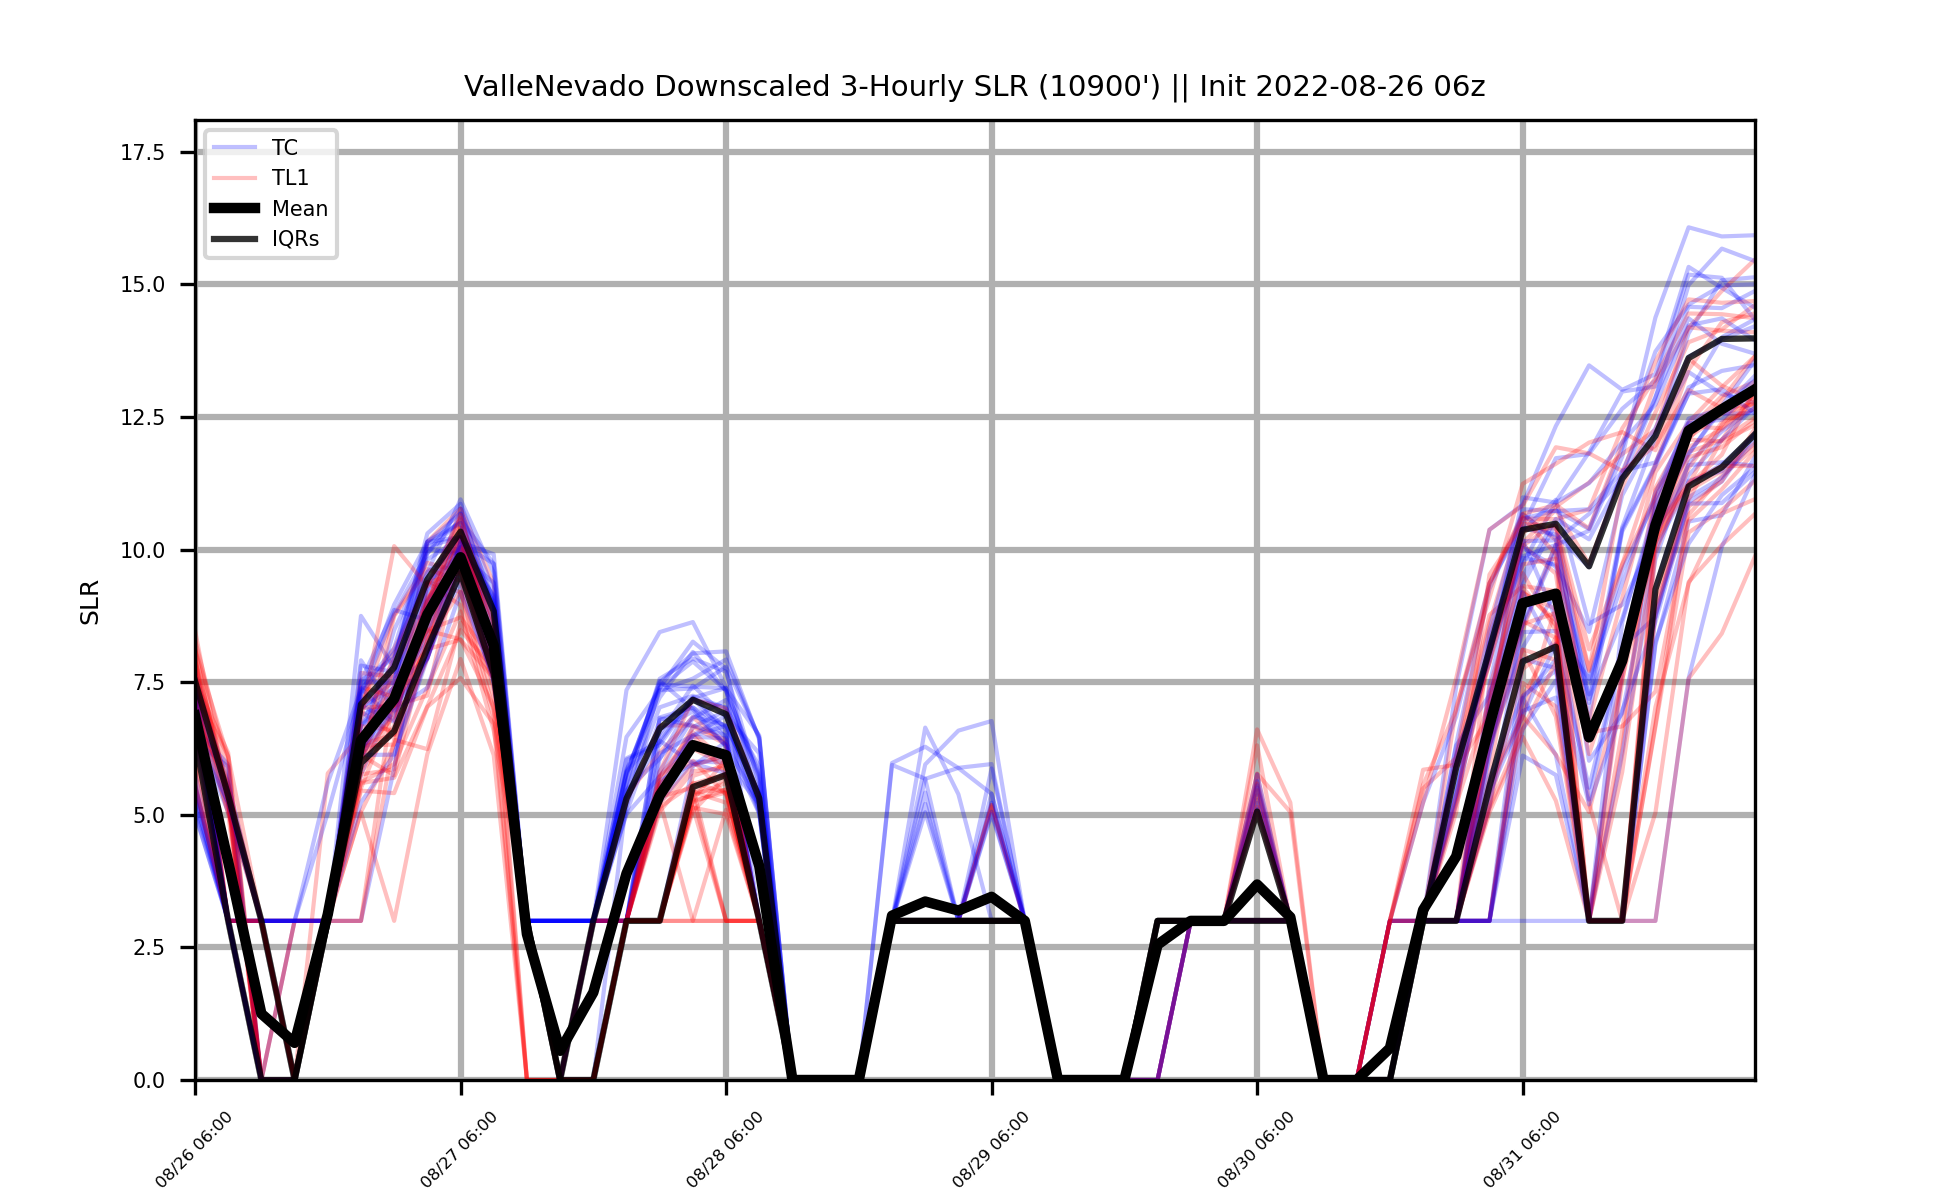 ValleNevado Downscaled 3-Hourly SLR (10900') || Init 2022-08-26 06z
TC
TL1
Mean
IQRs
17.5
15.0
12.5
10.0
7.5
5.0
2.5
0.0
SLR
08/26 06:00
08/27 06:00
08/28 06:00
08/29 06:00
08/30 06:00
08/31 06:00